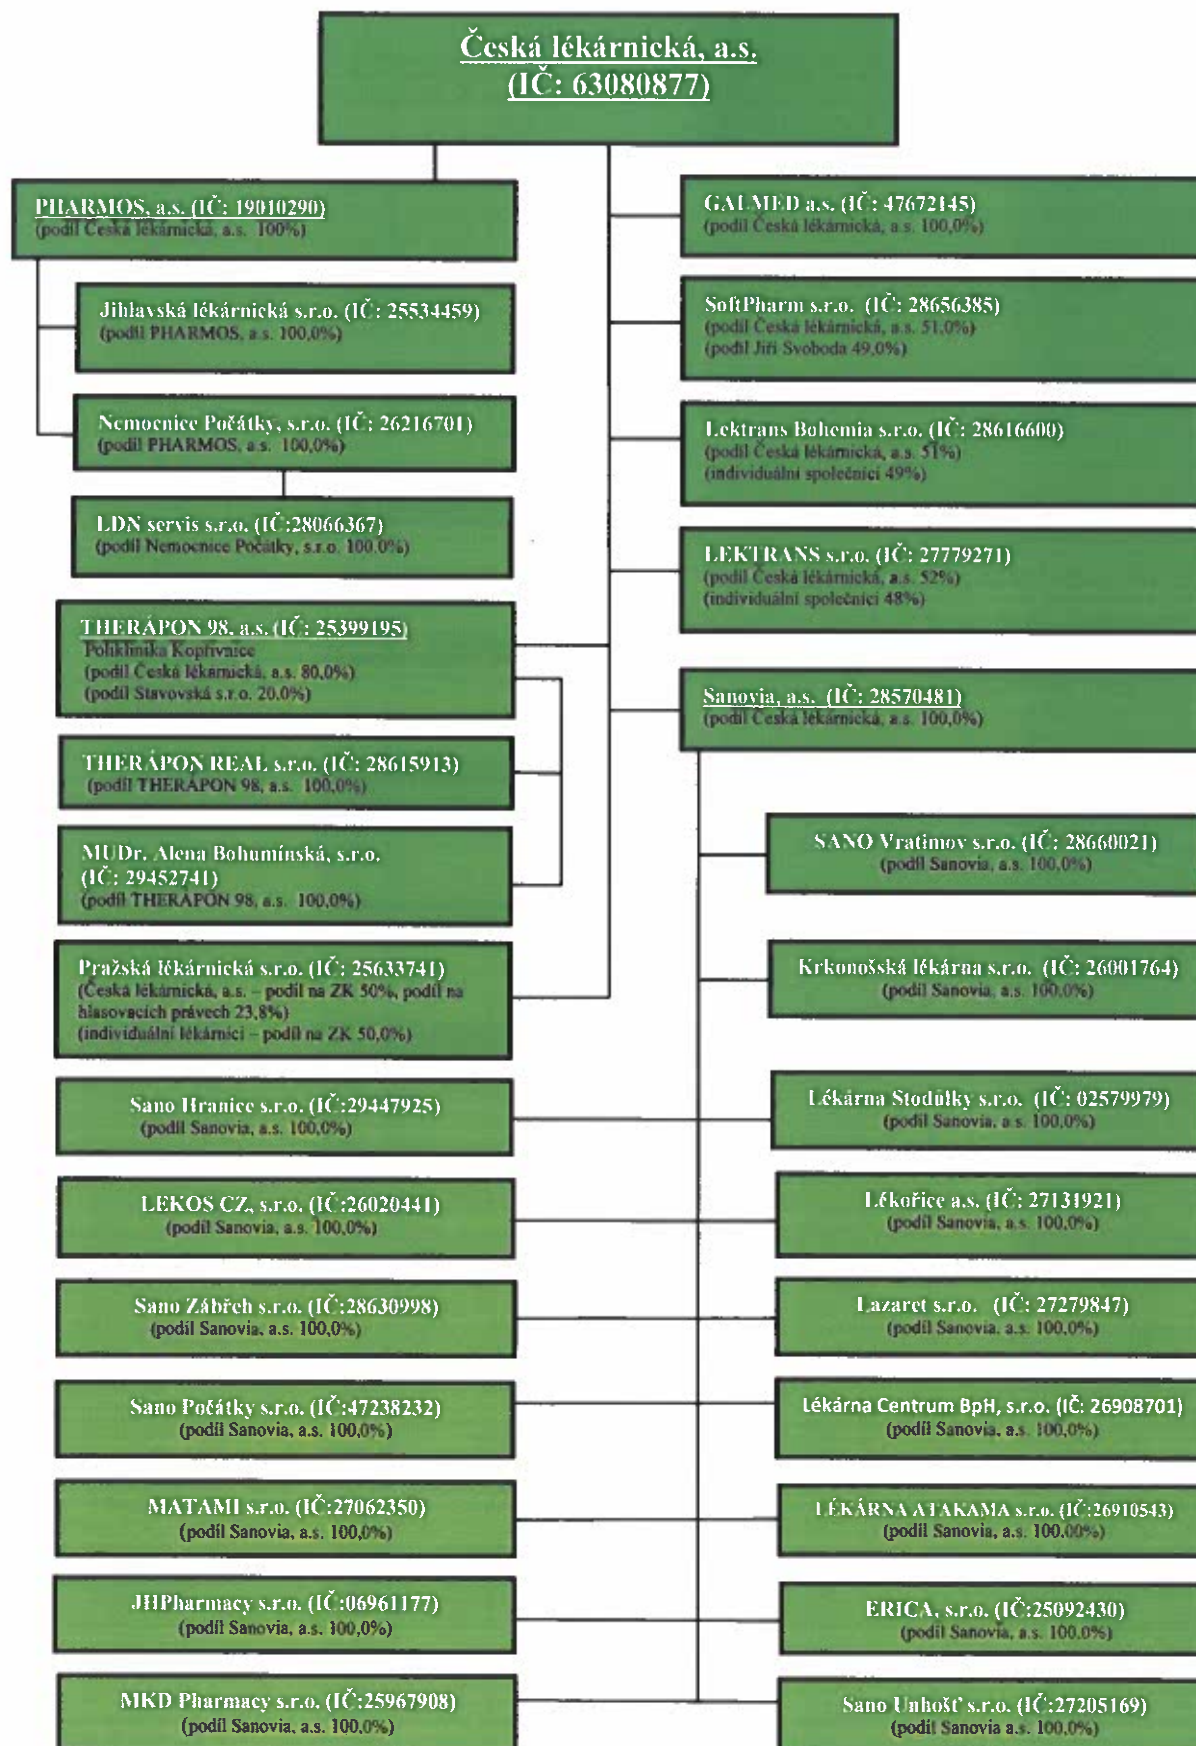 Česká lékárnická, a.s.
(IČ: 63080877)
PHARMOS, a.s. (IČ: 19010290)
(podíl Česká lékárnická, a.s. 100%)
Jihlavská lékárnická s.r.o. (IČ: 25534459)
(podíl PHARMOS, a.s. 100,0%)
Nemocnice Počátky, s.r.o. (IČ: 26216701)
(podíl PHARMOS, a.s. 100,0%)
LDN servis s.r.o. (IČ:28066367)
(podíl Nemocnice Počátky, s.r.o. 100,0%)
THERÁPON 98, a.s. (IČ: 25399195)
Poliklinika Kopřivnice
(podíl Česká lékárnická, a.s. 80,0%)
(podíl Stavovská s.r.o. 20,0%)
THERÁPON REAL s.r.o. (IČ: 28615913)
(podíl THERÁPON 98, a.s. 100,0%)
MUDr. Alena Bohumínská, s.r.o.
(IČ: 29452741)
(podíl THERÁPON 98, a.s. 100,0%)
Pražská lékárnická s.r.o. (IČ: 25633741)
(Česká lékárnická, a.s. – podíl na ZK 50%, podíl na
hlasovacích právech 23,8%)
(individuální lékárníci – podíl na ZK 50,0%)
GALMED a.s. (IČ: 47672145)
(podíl Česká lékárnická, a.s. 100,0%)
SoftPharm s.r.o. (IČ: 28656385)
(podíl Česká lékárnická, a.s. 51,0%)
(podíl Jiří Svoboda 49,0%)
Lektrans Bohemia s.r.o. (IČ: 28616600)
(podíl Česká lékárnická, a.s. 51%)
(individuální společníci 49%)
LEKTRANS s.r.o. (IČ: 27779271)
(podíl Česká lékárnická, a.s. 52%)
(individuální společníci 48%)
Sanovia, a.s. (IČ: 28570481)
(podíl Česká lékárnická, a.s. 100,0%)
SANO Vratimov s.r.o. (IČ: 28660021)
(podíl Sanovia, a.s. 100,0%)
Krkonošská lékárna s.r.o. (IČ: 26001764)
(podíl Sanovia, a.s. 100,0%)
Sano Hranice s.r.o. (IČ:29447925)
(podíl Sanovia, a.s. 100,0%)
Lékárna Stodůlky s.r.o. (IČ: 02579979)
(podíl Sanovia, a.s. 100,0%)
LEKOS CZ, s.r.o. (IČ:26020441)
(podíl Sanovia, a.s. 100,0%)
Lékořice a.s. (IČ: 27131921)
(podíl Sanovia, a.s. 100,0%)
Sano Zábřeh s.r.o. (IČ:28630998)
(podíl Sanovia, a.s. 100,0%)
Lazaret s.r.o. (IČ: 27279847)
(podíl Sanovia, a.s. 100,0%)
Sano Počátky s.r.o. (IČ:47238232)
(podíl Sanovia, a.s. 100,0%)
Lékárna Centrum BpH, s.r.o. (IČ: 26908701)
(podíl Sanovia, a.s. 100,0%)
MATAMI s.r.o. (IČ:27062350)
(podíl Sanovia, a.s. 100,0%)
LÉKÁRNA ATAKAMA s.r.o. (IČ:26910543)
(podíl Sanovia, a.s. 100,00%)
JHPharmacy s.r.o. (IČ:06961177)
(podíl Sanovia, a.s. 100,0%)
ERICA, s.r.o. (IČ:25092430)
(podíl Sanovia, a.s. 100,0%)
MKD Pharmacy s.r.o. (IČ:25967908)
(podíl Sanovia, a.s. 100,0%)
Sano Unhošť s.r.o. (IČ:27205169)
(podíl Sanovia a.s. 100,0%)